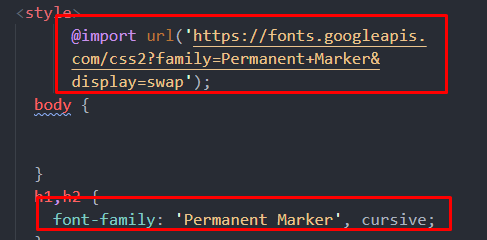 <style>
@import url('https://fonts.googleapis.
com/css2?family=Permanent+Marker&
display=swap');
body {
}
h1,h2 {
font-family: 'Permanent Marker', cursive;
}